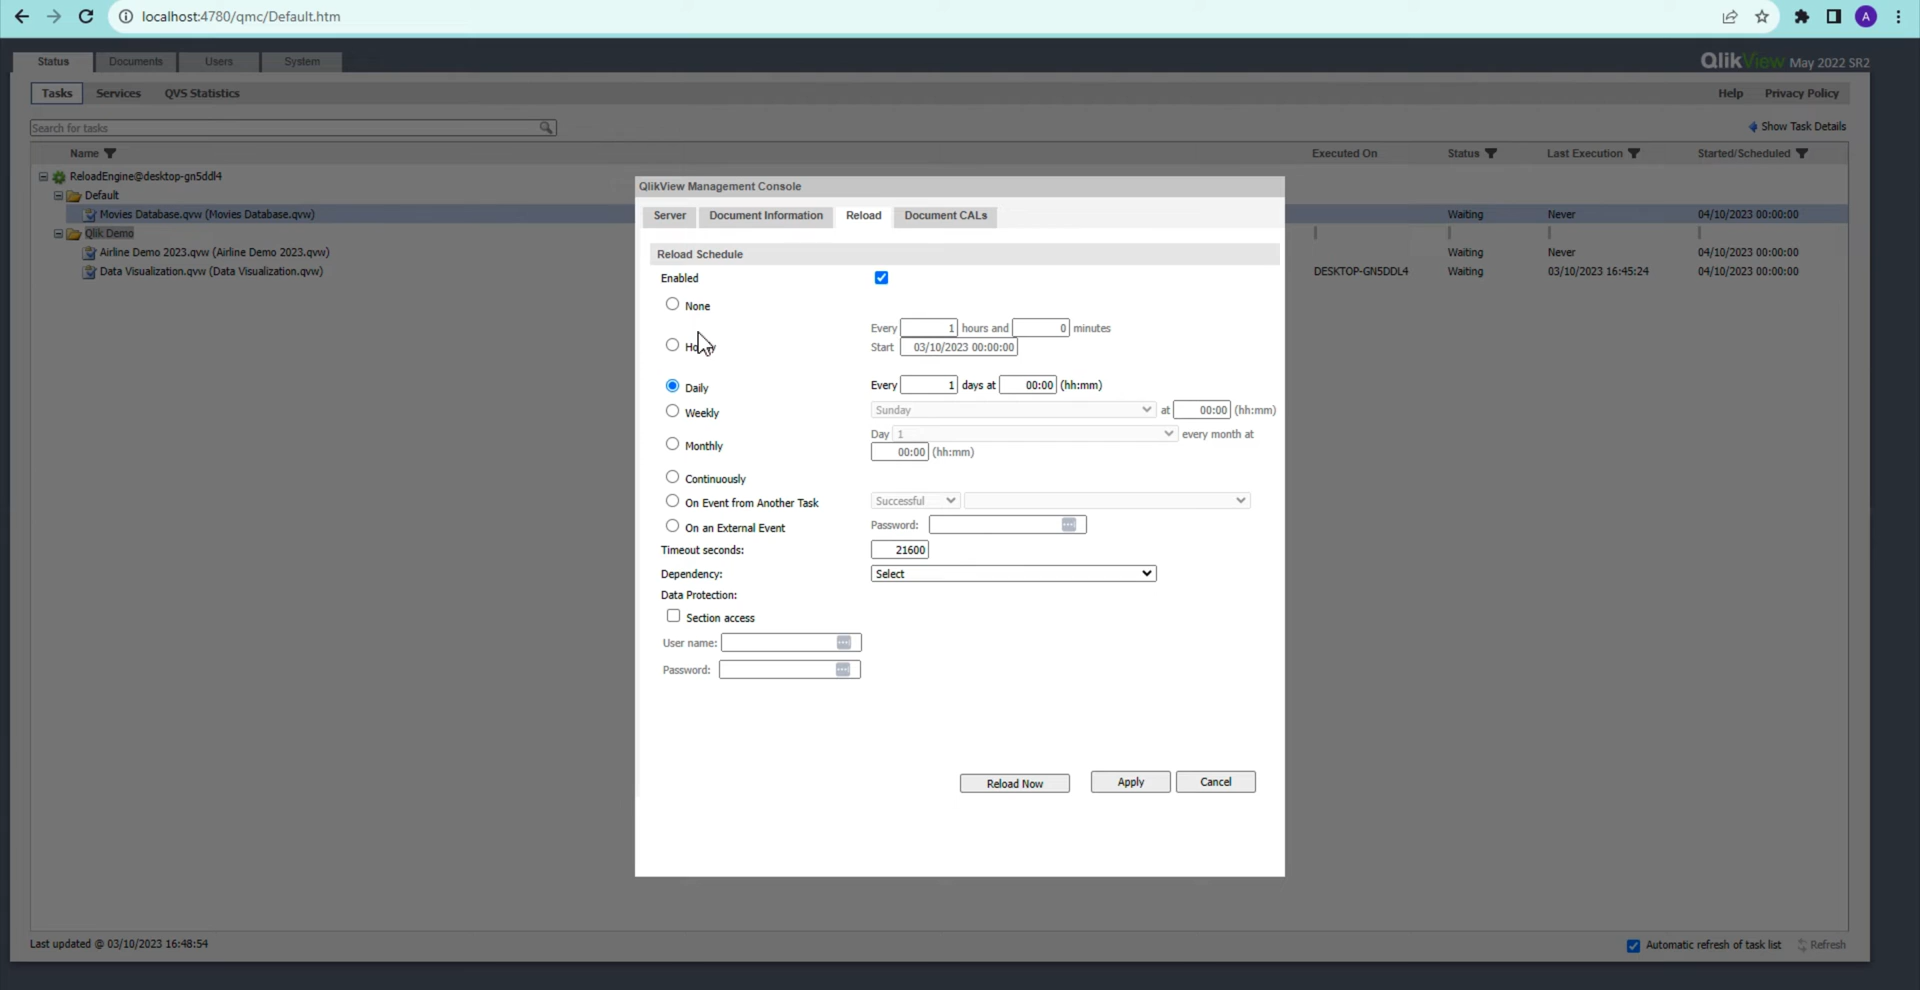 localhost:4780/qmc/Default.htm
A
Status Documents Users System
QlikView May 2022 SR2
Tasks Services QVS Statistics Help Privacy Policy
Search for tasks
Show Task Details
Name Executed On Status Last Execution Started/Scheduled
ReloadEngine@desktop-gn5ddl4
Default
Movies Database.qvw (Movies Database.qvw) Waiting Never 04/10/2023 00:00:00
Qlik Demo
Airline Demo 2023.qvw (Airline Demo 2023.qvw) Waiting Never 04/10/2023 00:00:00
Data Visualization.qvw (Data Visualization.qvw) DESKTOP-GN5DDL4 Waiting 03/10/2023 16:45:24 04/10/2023 00:00:00
QlikView Management Console
Server Document Information Reload Document CALs
Reload Schedule
Enabled
None
Every 1 hours and 0 minutes
Hourly
Start 03/10/2023 00:00:00
Daily Every 1 days at 00:00 (hh:mm)
Weekly Sunday at 00:00 (hh:mm)
Monthly Day 1 every month at
00:00 (hh:mm)
Continuously
On Event from Another Task Successful
On an External Event Password:
Timeout seconds: 21600
Dependency: Select
Data Protection:
Section access
User name:
Password:
Reload Now Apply Cancel
Last updated @ 03/10/2023 16:48:54
Automatic refresh of task list Refresh